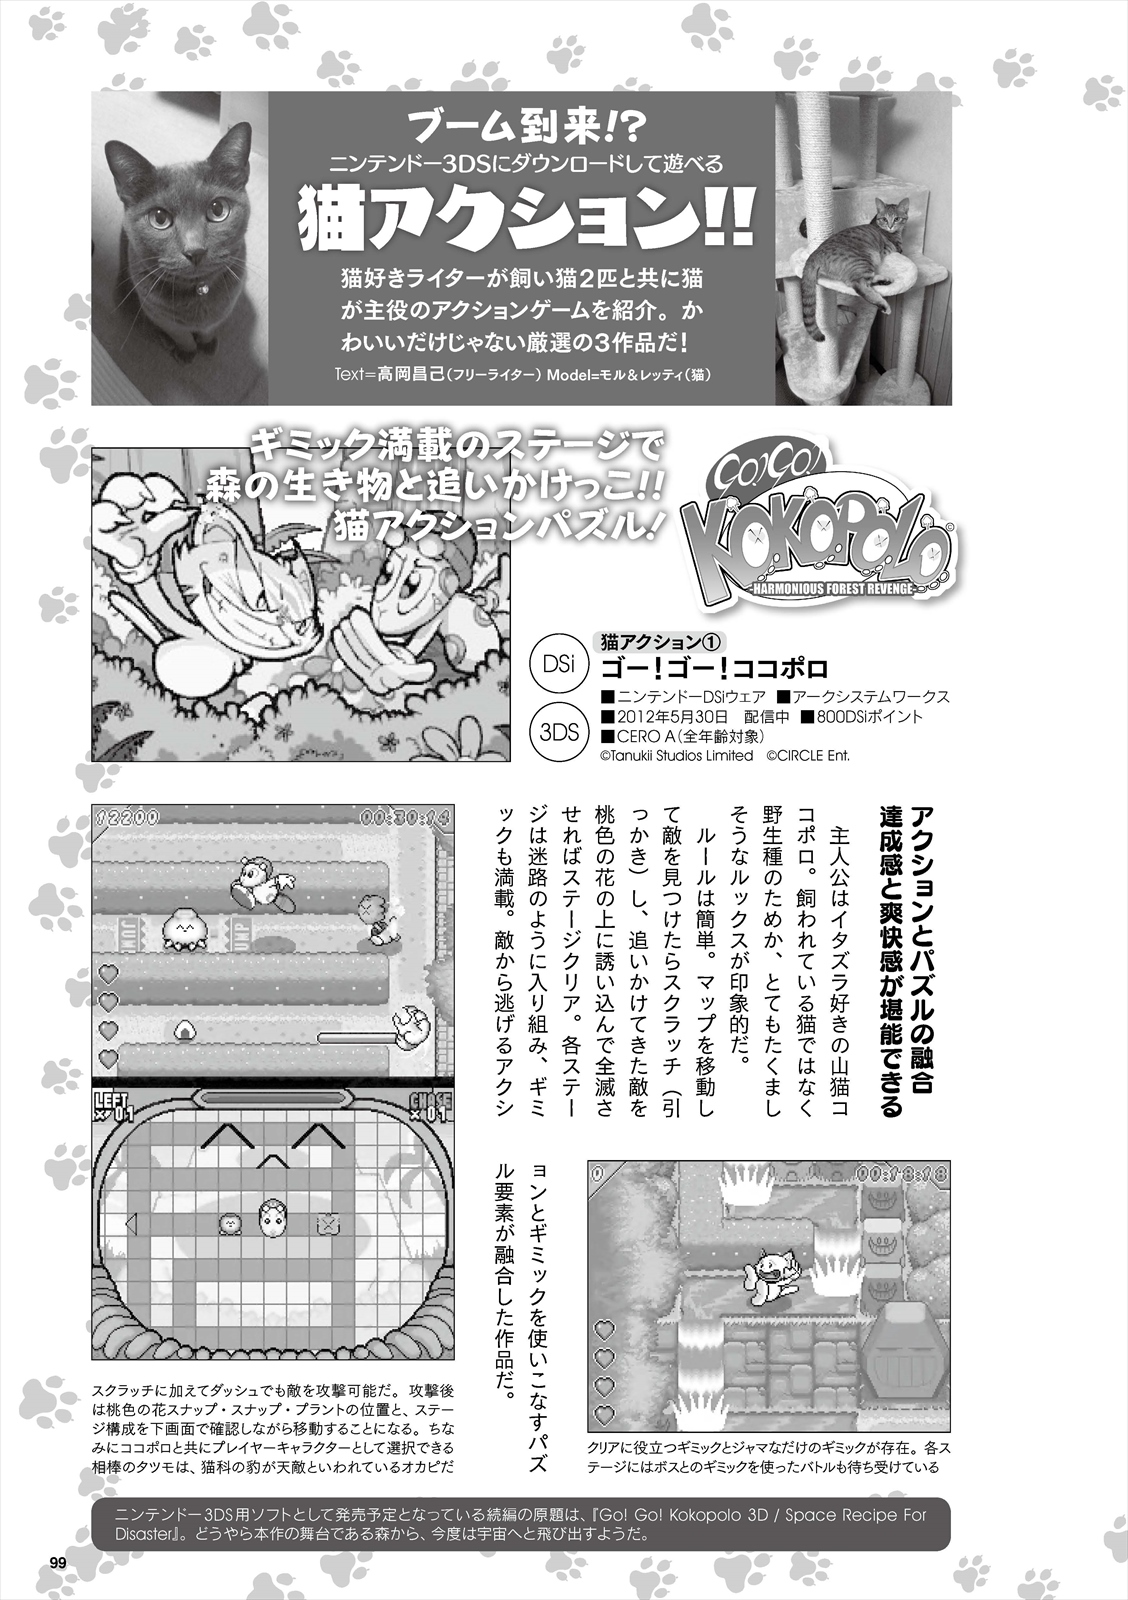 ブーム到来!?
ニンテンドー3DSにダウンロードして遊べる
猫アクション!!
猫好きライターが飼い猫2匹と共に猫
が主役のアクションゲームを紹介。か
わいいだけじゃない厳選の3作品だ!
Text=高岡昌己（フリーライター） Model=モル＆レッティ（猫）
ギミック満載のステージで
森の生き物と追いかけっこ!!
猫アクションパズル!
GO! GO!
KOKOPOLO
-HARMONIOUS FOREST REVENGE-
DSi
3DS
猫アクション①
ゴー!ゴー!ココポロ
■ニンテンドーDSiウェア ■アークシステムワークス
■2012年5月30日 配信中 ■800DSiポイント
■CERO A（全年齢対象）
©Tanukii Studios Limited ©CIRCLE Ent.
アクションとパズルの融合
達成感と爽快感が堪能できる
主人公はイタズラ好きの山猫コ
コポロ。飼われている猫ではなく
野生種のためか、とてもたくまし
そうなルックスが印象的だ。
ルールは簡単。マップを移動し
て敵を見つけたらスクラッチ（引
っかき）し、追いかけてきた敵を
桃色の花の上に誘い込んで全滅さ
せればステージクリア。各ステー
ジは迷路のように入り組み、ギミ
ックも満載。敵から逃げるアクシ
ョンとギミックを使いこなすパズ
ル要素が融合した作品だ。
12200
00:30:14
JUMP
JUMP
LEFT
×01
CHASE
×01
スクラッチに加えてダッシュでも敵を攻撃可能だ。攻撃後
は桃色の花スナップ・スナップ・プラントの位置と、ステー
ジ構成を下画面で確認しながら移動することになる。ちな
みにココポロと共にプレイヤーキャラクターとして選択できる
相棒のタツモは、猫科の豹が天敵といわれているオカピだ
0
00:18:18
クリアに役立つギミックとジャマなだけのギミックが存在。各ス
テージにはボスとのギミックを使ったバトルも待ち受けている
ニンテンドー3DS用ソフトとして発売予定となっている続編の原題は、『Go! Go! Kokopolo 3D / Space Recipe For
Disaster』。どうやら本作の舞台である森から、今度は宇宙へと飛び出すようだ。
99